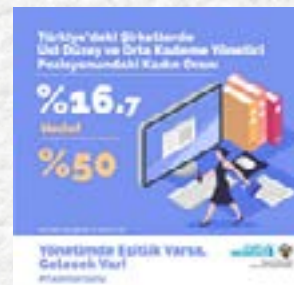 Türkiye'deki Şirketlerde
Üst Düzey ve Orta Kademe Yönetici
Pozisyonundaki Kadın Oranı
%16.7
Hedef
%50
Yönetimde Eşitlik Varsa,
Gelecek Var!